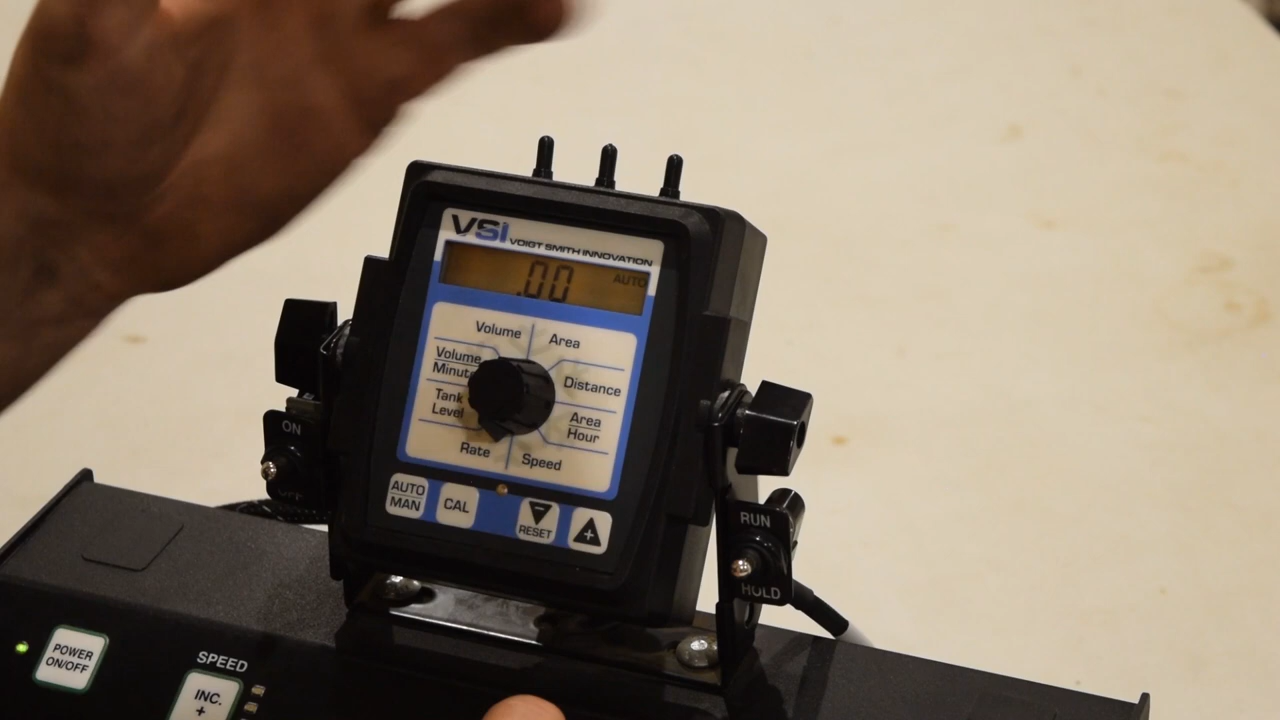 VSI VOIGT SMITH INNOVATION
.00 AUTO
Volume
Area
Volume
Minute
Distance
Tank
Level
Area
Hour
Rate
Speed
AUTO
MAN
CAL
RESET
+
ON
OFF
RUN
HOLD
POWER
ON/OFF
SPEED
INC.
+